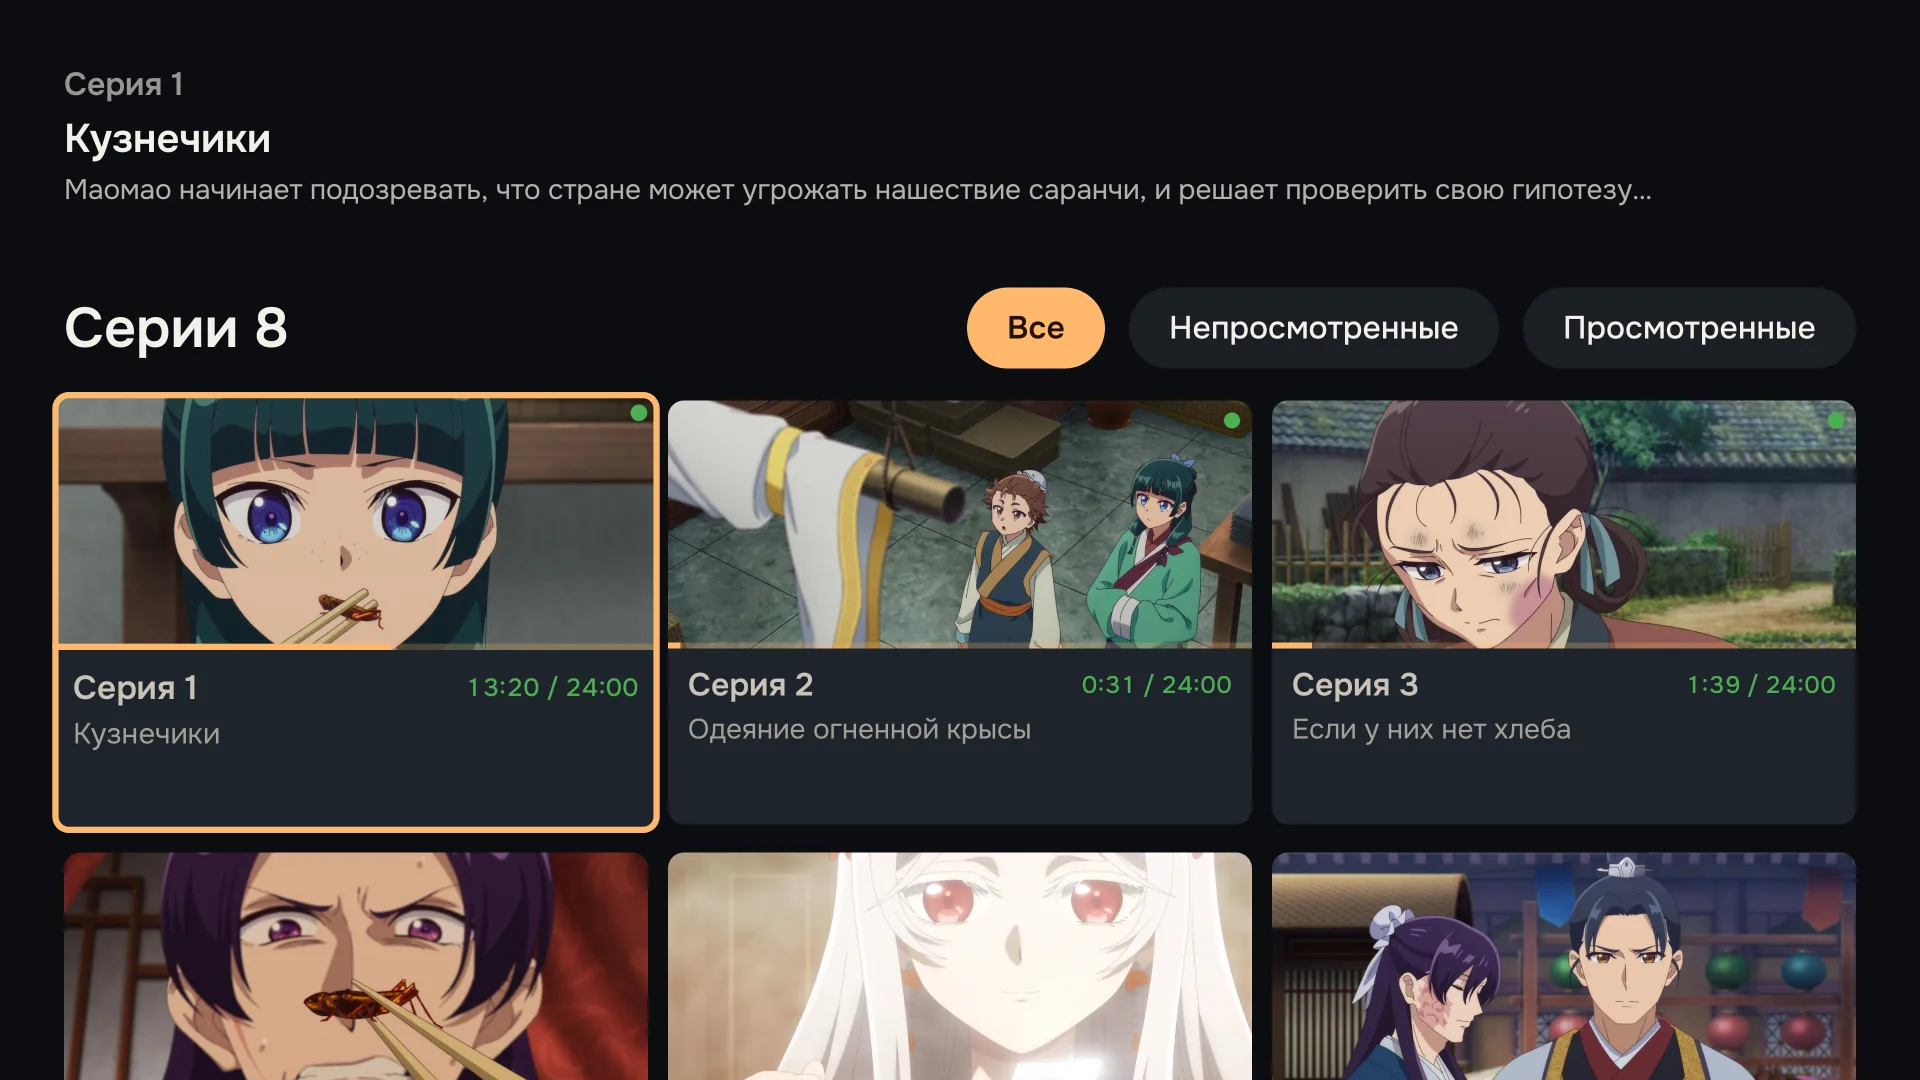 Серия 1
Кузнечики
Маомао начинает подозревать, что стране может угрожать нашествие саранчи, и решает проверить свою гипотезу...
Серии 8
Все
Непросмотренные
Просмотренные
Серия 1
13:20 / 24:00
Кузнечики
Серия 2
0:31 / 24:00
Одеяние огненной крысы
Серия 3
1:39 / 24:00
Если у них нет хлеба